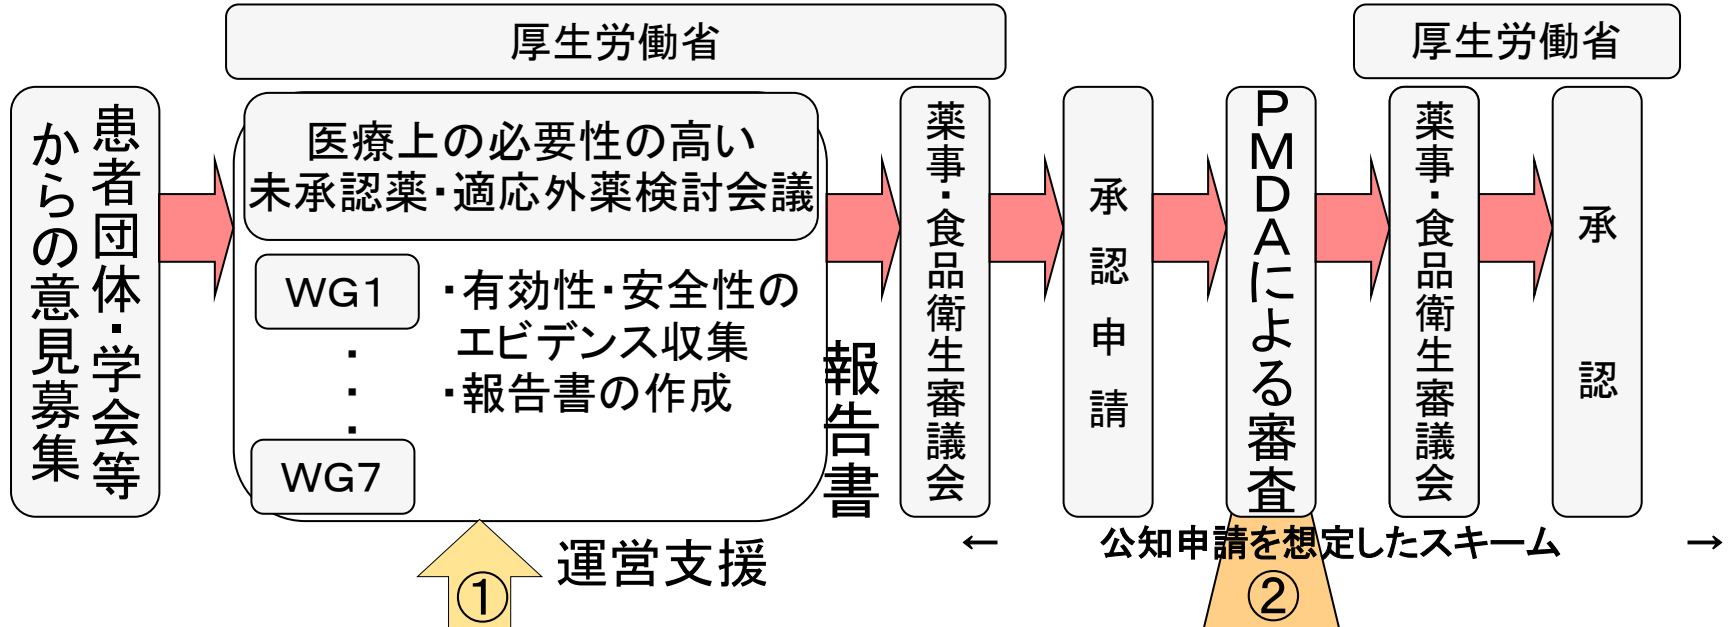 厚生労働省
厚生労働省
患者団体・学会等
からの意見募集
医療上の必要性の高い
未承認薬・適応外薬検討会議
WG1
・
・
・
WG7
・有効性・安全性の
エビデンス収集
・報告書の作成
報告書
薬事・食品衛生審議会
承認申請
PMDAによる審査
薬事・食品衛生審議会
承認
← 公知申請を想定したスキーム →
運営支援
①
②